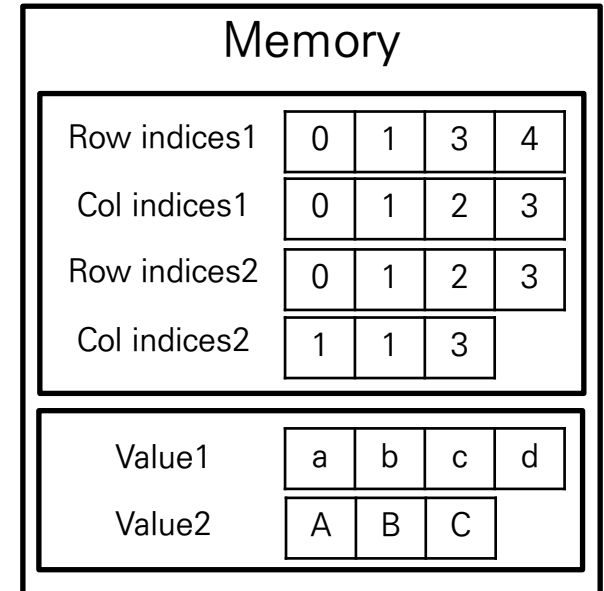 Memory
Row indices1 0 1 3 4
Col indices1 0 1 2 3
Row indices2 0 1 2 3
Col indices2 1 1 3
Value1 a b c d
Value2 A B C